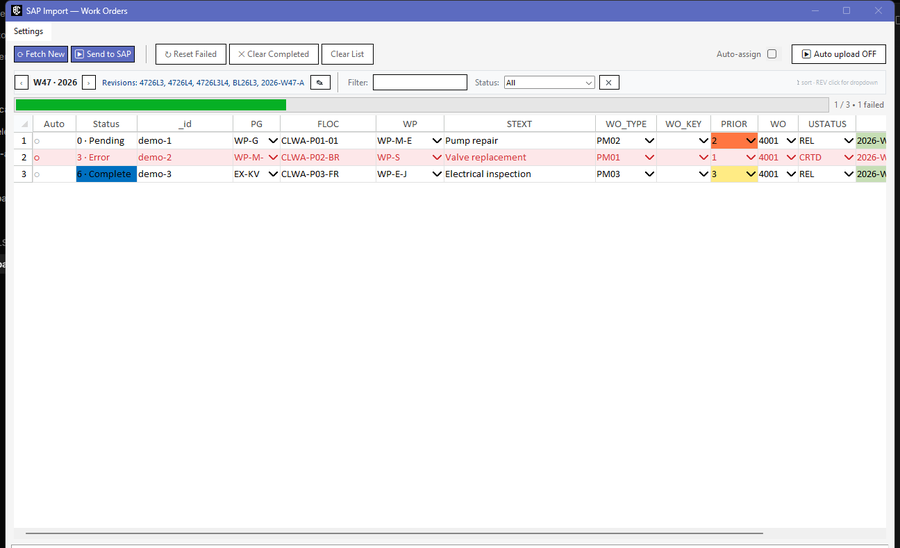 SAP Import — Work Orders
Settings
Fetch New Send to SAP Reset Failed Clear Completed Clear List Auto-assign Auto upload OFF
W47 · 2026 Revisions: 4726L3, 4726L4, 4726L3L4, BL26L3, 2026-W47-A Filter: Status: All 1 sort · REV click for dropdown
1 / 3 • 1 failed
Auto Status _id PG FLOC WP STEXT WO_TYPE WO_KEY PRIOR WO USTATUS
1 0 · Pending demo-1 WP-G CLWA-P01-01 WP-M-E Pump repair PM02 2 4001 REL 2026-W
2 3 · Error demo-2 WP-M- CLWA-P02-BR WP-S Valve replacement PM01 1 4001 CRTD 2026-W
3 6 · Complete demo-3 EX-KV CLWA-P03-FR WP-E-J Electrical inspection PM03 3 4001 REL 2026-W